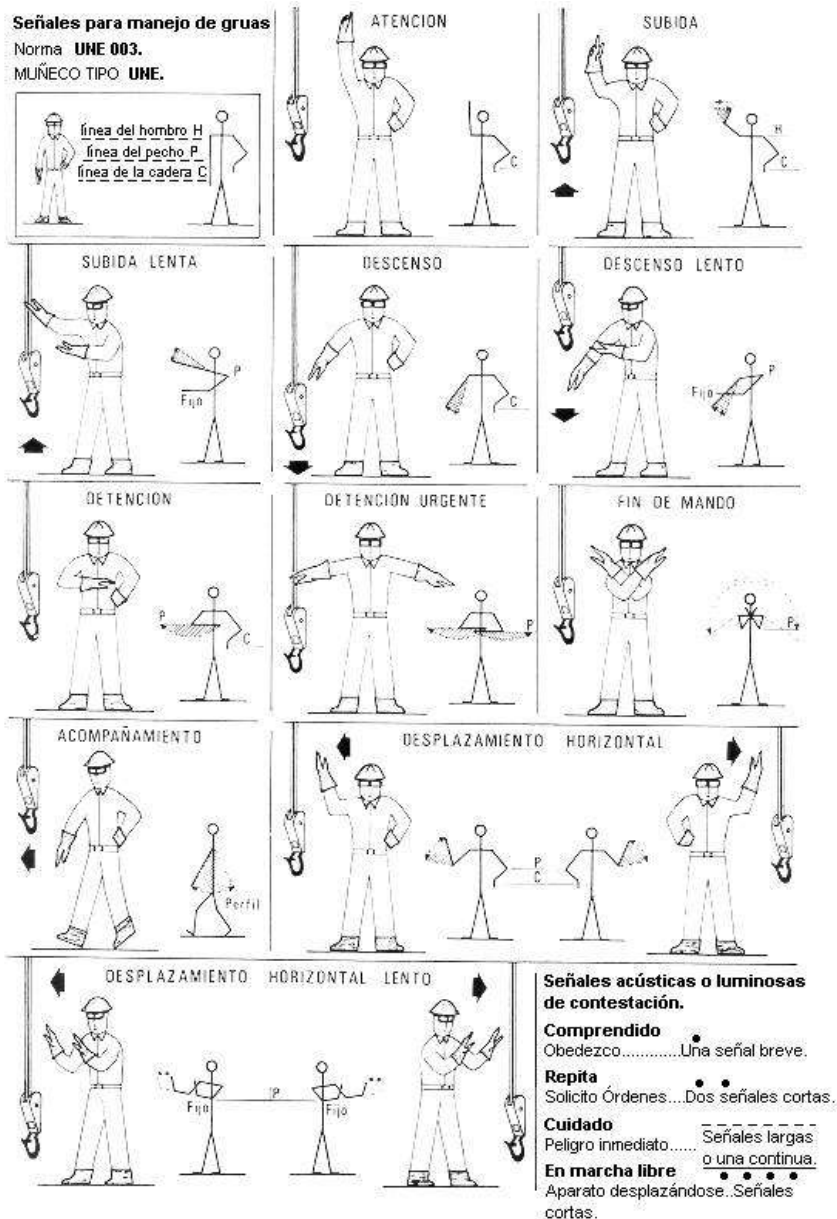 Señales para manejo de gruas
Norma UNE 003.
MUÑECO TIPO UNE.
línea del hombro H
línea del pecho P
línea de la cadera C
ATENCION
C
SUBIDA
H
C
SUBIDA LENTA
P
Fijo
DESCENSO
C
DESCENSO LENTO
P
Fijo
DETENCION
P
C
DETENCION URGENTE
P
P
FIN DE MANDO
P
ACOMPAÑAMIENTO
Perfil
DESPLAZAMIENTO HORIZONTAL
P
C
DESPLAZAMIENTO HORIZONTAL LENTO
P
Fijo
Fijo
Señales acústicas o luminosas
de contestación.
Comprendido
Obedezco.............Una señal breve.
Repita
Solicito Órdenes....Dos señales cortas.
Cuidado
Peligro inmediato...... Señales largas
o una continua.
En marcha libre
Aparato desplazándose..Señales
cortas.